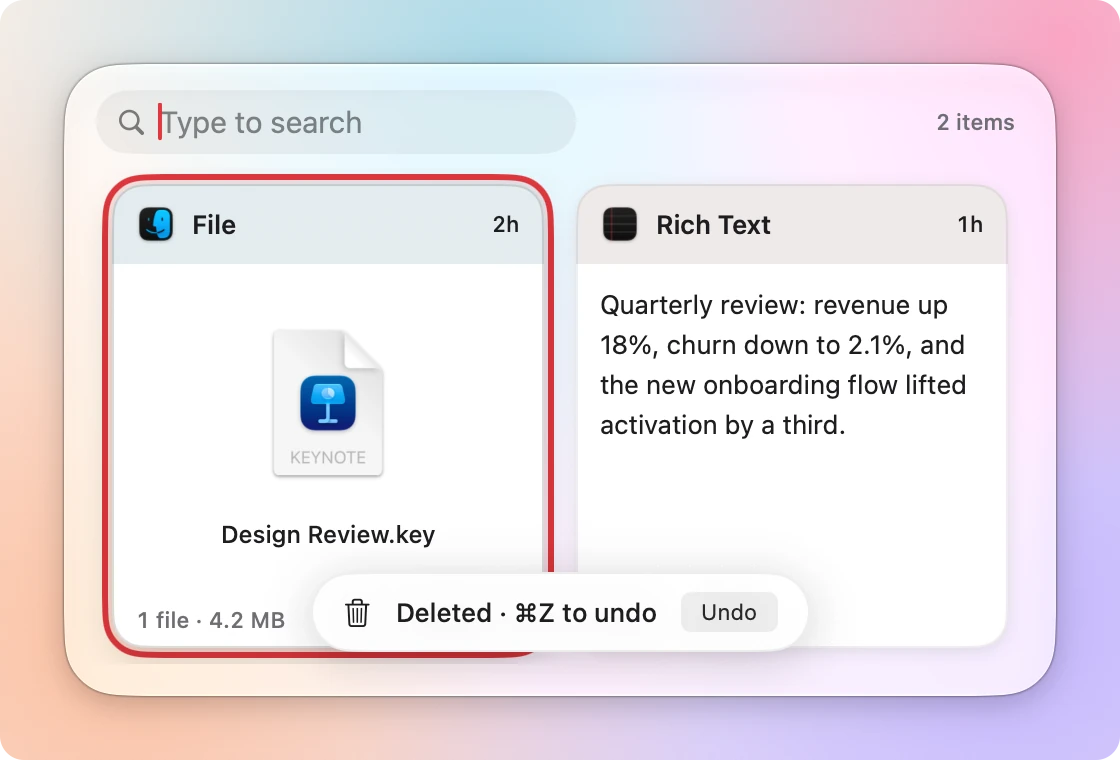 Type to search
2 items
File
2h
KEYNOTE
Design Review.key
1 file · 4.2 MB
Rich Text
1h
Quarterly review: revenue up
18%, churn down to 2.1%, and
the new onboarding flow lifted
activation by a third.
Deleted · ⌘Z to undo
Undo